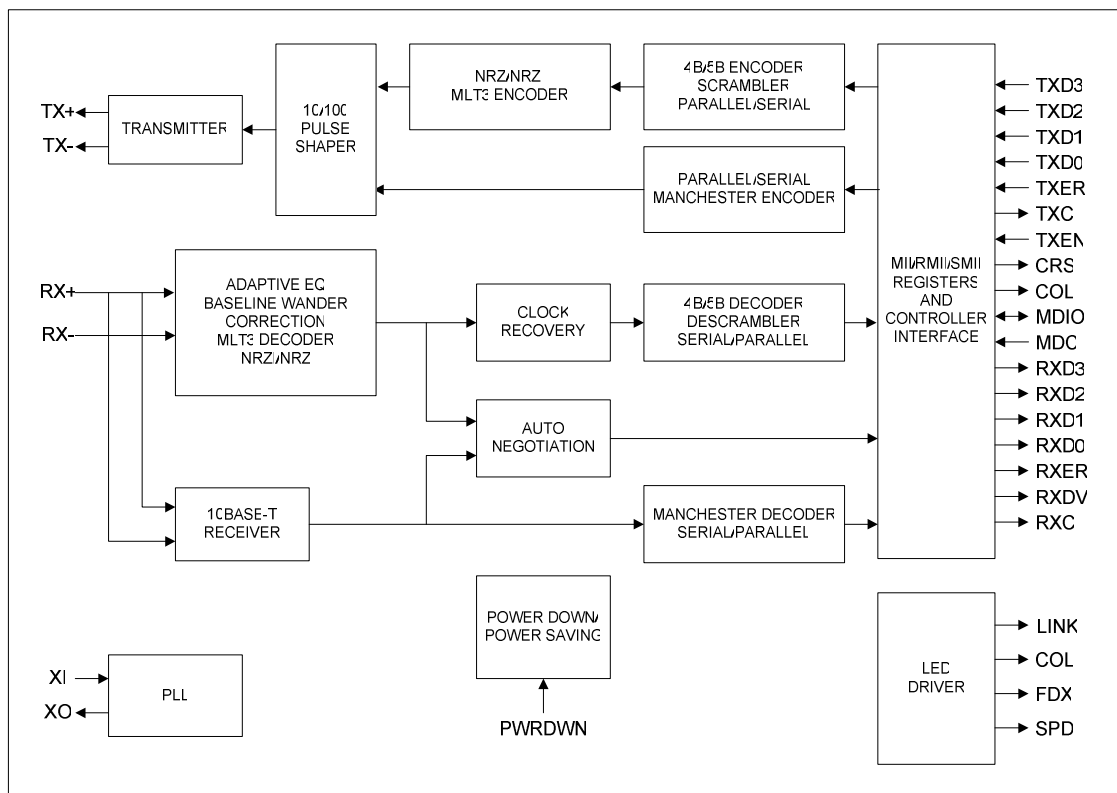 NRZ/NRZI
MLT3 ENCODER
4B/5B ENCODER
SCRAMBLER
PARALLEL/SERIAL
TX+
TX-
TRANSMITTER
10/100
PULSE
SHAPER
PARALLEL/SERIAL
MANCHESTER ENCODER
RX+
RX-
ADAPTIVE EQ
BASELINE WANDER
CORRECTION
MLT3 DECODER
NRZI/NRZ
CLOCK
RECOVERY
4B/5B DECODER
DESCRAMBLER
SERIAL/PARALLEL
AUTO
NEGOTIATION
10BASE-T
RECEIVER
MANCHESTER DECODER
SERIAL/PARALLEL
MII/RMII/SMII
REGISTERS
AND
CONTROLLER
INTERFACE
TXD3
TXD2
TXD1
TXD0
TXER
TXC
TXEN
CRS
COL
MDIO
MDC
RXD3
RXD2
RXD1
RXD0
RXER
RXDV
RXC
POWER DOWN/
POWER SAVING
PWRDWN
XI
XO
PLL
LED
DRIVER
LINK
COL
FDX
SPD